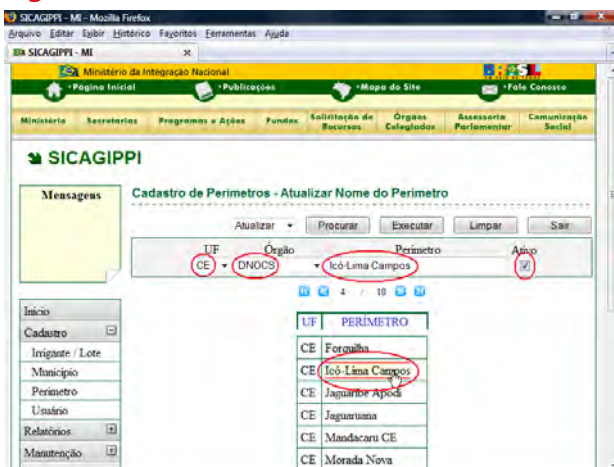 SICAGIPPI - MI - Mozilla Firefox
Arquivo Editar Exibir Histórico Favoritos Ferramentas Ajuda
SICAGIPPI - MI
Ministério da Integração Nacional
BRASIL
Página Inicial Publicações Mapa do Site Fale Conosco
Ministério Secretarias Programas e Ações Fundos Solicitação de Recursos Órgãos Colegiados Assessoria Parlamentar Comunicação Social
SICAGIPPI
Mensagens
Cadastro de Perimetros - Atualizar Nome do Perimetro
Atualizar Procurar Executar Limpar Sair
UF Órgão Perimetro Ativo
CE DNOCS Icó-Lima Campos
4 / 10
Início
Cadastro
Irrigante / Lote
Município
Perimetro
Usuário
Relatórios
Manutenção
UF PERÍMETRO
CE Forquilha
CE Icó-Lima Campos
CE Jaguaribe Apodi
CE Jaguaruana
CE Mandacaru CE
CE Morada Nova